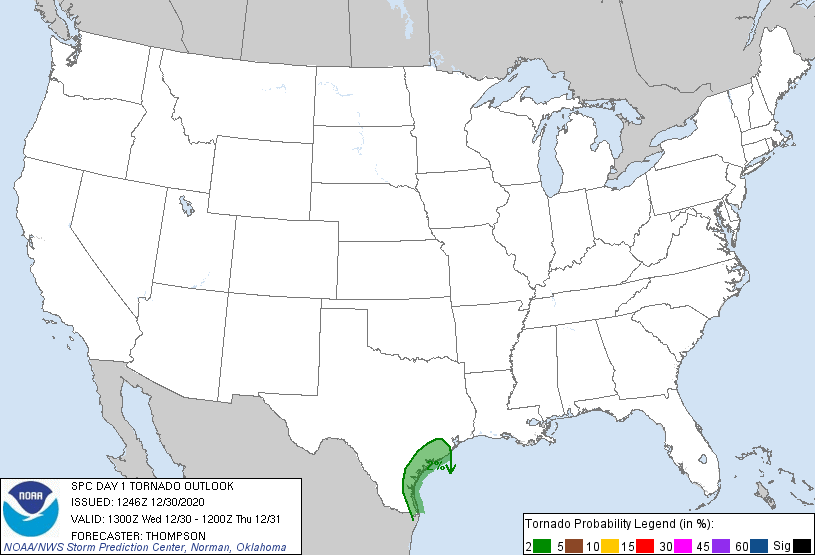 2%
NOAA
SPC DAY 1 TORNADO OUTLOOK
ISSUED: 1246Z 12/30/2020
VALID: 1300Z Wed 12/30 - 1200Z Thu 12/31
FORECASTER: THOMPSON
NOAA/NWS Storm Prediction Center, Norman, Oklahoma
Tornado Probability Legend (in %):
2 5 10 15 30 45 60 Sig